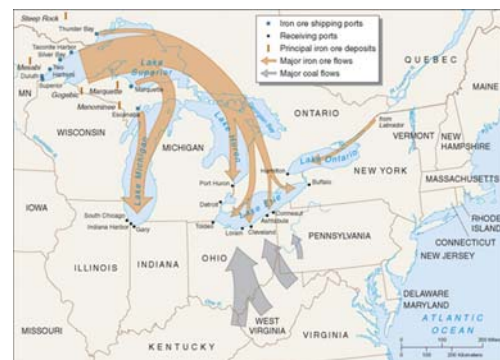 Steep Rock
Thunder Bay
Taconite Harbor
Silver Bay
Two
Harbors
Mesabi
Duluth
Superior
Gogebic
Marquette
Marquette
Menominee
Escanaba
Lake
Superior
MN
WISCONSIN
MICHIGAN
Lake Michigan
Lake Huron
ONTARIO
QUEBEC
MAINE
Iron ore shipping ports
Receiving ports
Principal iron ore deposits
Major iron ore flows
Major coal flows
from
Labrador
VERMONT
NEW
HAMPSHIRE
Hamilton
Lake Ontario
NEW YORK
Buffalo
MASSACHUSETTS
Port Huron
Detroit
Lake Erie
Conneaut
Ashtabula
Toledo
Lorain
Cleveland
IOWA
South Chicago
Indiana Harbor
Gary
RHODE
ISLAND
CONNECTICUT
PENNSYLVANIA
NEW JERSEY
ILLINOIS
INDIANA
OHIO
DELAWARE
MARYLAND
WEST
VIRGINIA
VIRGINIA
MISSOURI
KENTUCKY
ATLANTIC
OCEAN